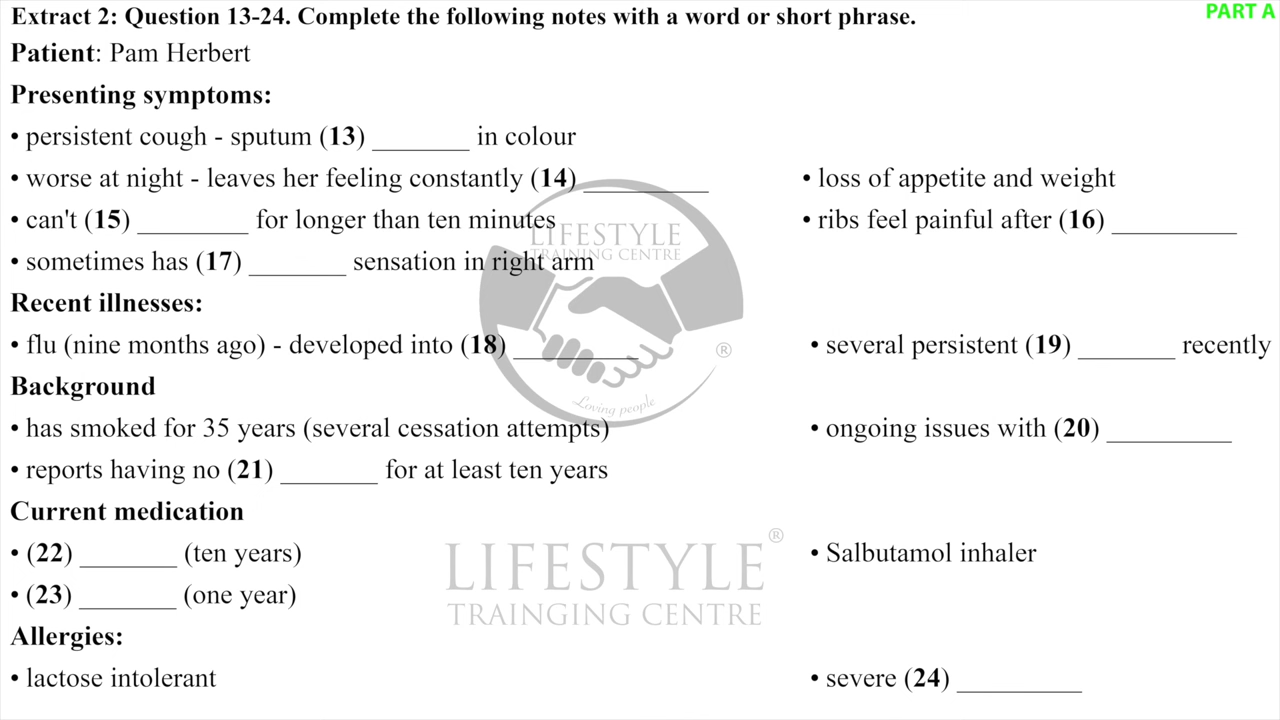 Extract 2: Question 13-24. Complete the following notes with a word or short phrase.
PART A
Patient: Pam Herbert
Presenting symptoms:
• persistent cough - sputum (13) _______ in colour
• worse at night - leaves her feeling constantly (14) _________
• loss of appetite and weight
• can't (15) ________ for longer than ten minutes
• ribs feel painful after (16) _________
• sometimes has (17) _______ sensation in right arm
LIFESTYLE
TRAINING CENTRE
Recent illnesses:
• flu (nine months ago) - developed into (18) _________
• several persistent (19) _______ recently
®
Loving people
Background
• has smoked for 35 years (several cessation attempts)
• ongoing issues with (20) _________
• reports having no (21) _______ for at least ten years
Current medication
• (22) _______ (ten years)
• Salbutamol inhaler
• (23) _______ (one year)
LIFESTYLE ®
TRAINGING CENTRE
Allergies:
• lactose intolerant
• severe (24) _________